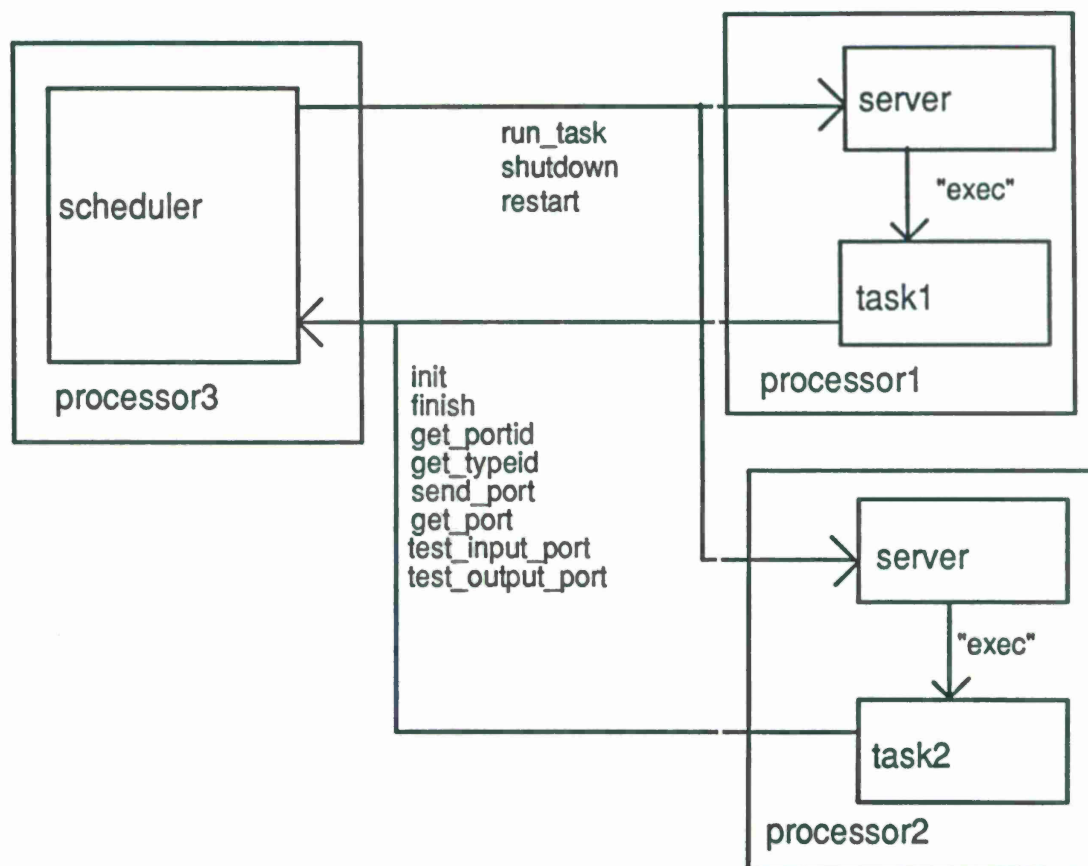 scheduler
processor3
run_task
shutdown
restart
server
"exec"
task1
processor1
init
finish
get_portid
get_typeid
send_port
get_port
test_input_port
test_output_port
server
"exec"
task2
processor2